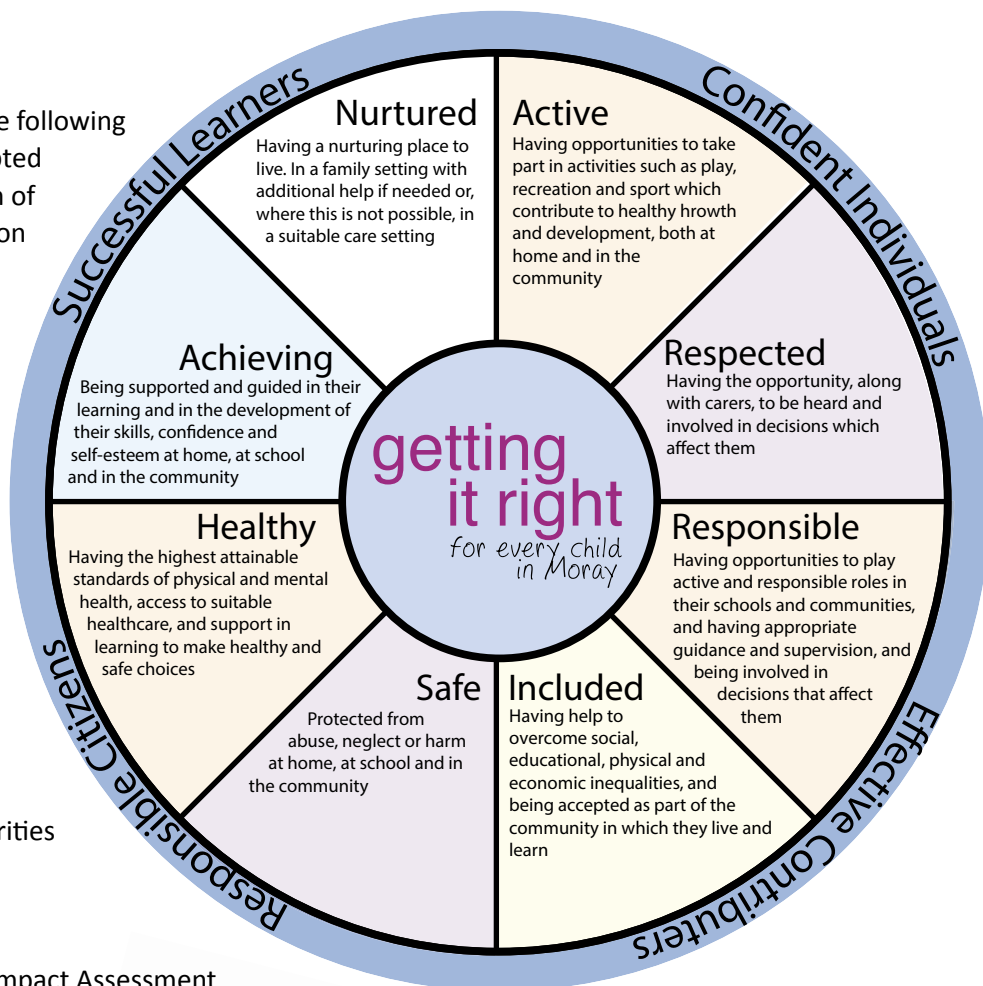 e following
oted
n of
on
rities
mpact Assessment
Successful Learners
Confident Individuals
Nurtured
Having a nurturing place to
live. In a family setting with
additional help if needed or,
where this is not possible, in
a suitable care setting
Active
Having opportunities to take
part in activities such as play,
recreation and sport which
contribute to healthy hrowth
and development, both at
home and in the
community
Achieving
Being supported and guided in their
learning and in the development of
their skills, confidence and
self-esteem at home, at school
and in the community
Respected
Having the opportunity, along
with carers, to be heard and
involved in decisions which
affect them
getting
it right
for every child
in Moray
Healthy
Having the highest attainable
standards of physical and mental
health, access to suitable
healthcare, and support in
learning to make healthy and
safe choices
Responsible
Having opportunities to play
active and responsible roles in
their schools and communities,
and having appropriate
guidance and supervision, and
being involved in
decisions that affect
them
Safe
Protected from
abuse, neglect or harm
at home, at school and in
the community
Included
Having help to
overcome social,
educational, physical and
economic inequalities, and
being accepted as part of the
community in which they live and
learn
Responsible Citizens
Effective Contributers